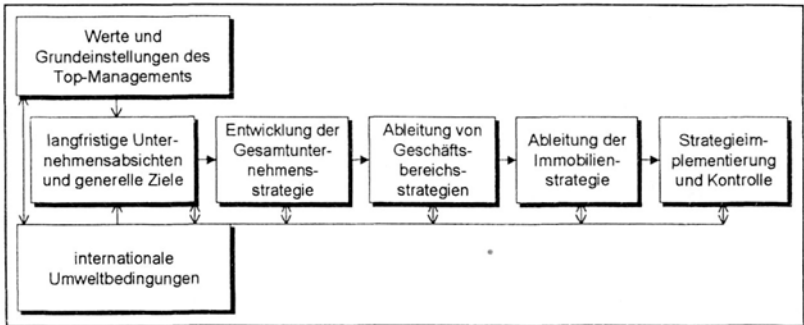 Werte und
Grundeinstellungen des
Top-Managements
langfristige Unter-
nehmensabsichten
und generelle Ziele
Entwicklung der
Gesamtunter-
nehmens-
strategie
Ableitung von
Geschäfts-
bereichs-
strategien
Ableitung der
Immobilien-
strategie
Strategieim-
plementierung
und Kontrolle
internationale
Umweltbedingungen